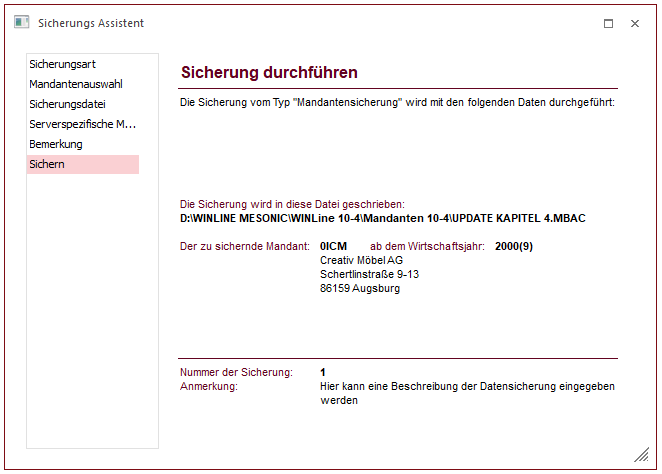 Sicherungs Assistent
Sicherungsart
Mandantenauswahl
Sicherungsdatei
Serverspezifische M...
Bemerkung
Sichern
Sicherung durchführen
Die Sicherung vom Typ "Mandantensicherung" wird mit den folgenden Daten durchgeführt:
Die Sicherung wird in diese Datei geschrieben:
D:\WINLINE MESONIC\WINLine 10-4\Mandanten 10-4\UPDATE KAPITEL 4.MBAC
Der zu sichernde Mandant: 0ICM ab dem Wirtschaftsjahr: 2000(9)
Creativ Möbel AG
Schertlinstraße 9-13
86159 Augsburg
Nummer der Sicherung: 1
Anmerkung: Hier kann eine Beschreibung der Datensicherung eingegeben
werden